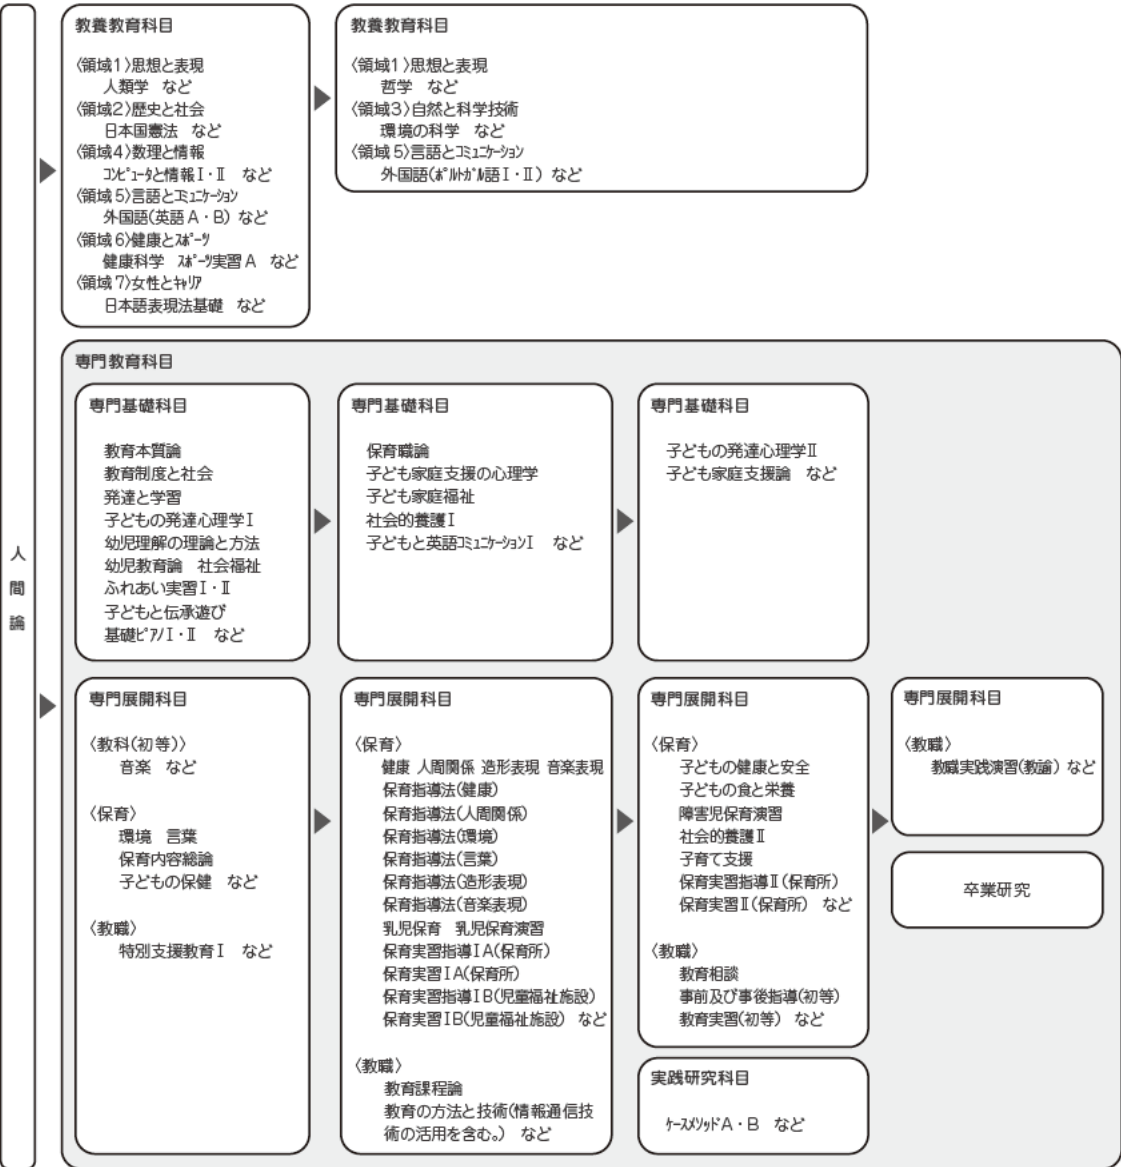 人間論
教養教育科目
〈領域1〉思想と表現
人類学 など
〈領域2〉歴史と社会
日本国憲法 など
〈領域4〉数理と情報
コンピュータと情報Ⅰ・Ⅱ など
〈領域5〉言語とコミュニケーション
外国語(英語A・B) など
〈領域6〉健康とスポーツ
健康科学 スポーツ実習A など
〈領域7〉女性とキャリア
日本語表現法基礎 など
教養教育科目
〈領域1〉思想と表現
哲学 など
〈領域3〉自然と科学技術
環境の科学 など
〈領域5〉言語とコミュニケーション
外国語(ポルトガル語Ⅰ・Ⅱ) など
専門教育科目
専門基礎科目
教育本質論
教育制度と社会
発達と学習
子どもの発達心理学Ⅰ
幼児理解の理論と方法
幼児教育論 社会福祉
ふれあい実習Ⅰ・Ⅱ
子どもと伝承遊び
基礎ピアノⅠ・Ⅱ など
専門基礎科目
保育職論
子ども家庭支援の心理学
子ども家庭福祉
社会的養護Ⅰ
子どもと英語コミュニケーションⅠ など
専門基礎科目
子どもの発達心理学Ⅱ
子ども家庭支援論 など
専門展開科目
〈教科(初等)〉
音楽 など
〈保育〉
環境 言葉
保育内容総論
子どもの保健 など
〈教職〉
特別支援教育Ⅰ など
専門展開科目
〈保育〉
健康 人間関係 造形表現 音楽表現
保育指導法(健康)
保育指導法(人間関係)
保育指導法(環境)
保育指導法(言葉)
保育指導法(造形表現)
保育指導法(音楽表現)
乳児保育 乳児保育演習
保育実習指導ⅠA(保育所)
保育実習ⅠA(保育所)
保育実習指導ⅠB(児童福祉施設)
保育実習ⅠB(児童福祉施設) など
〈教職〉
教育課程論
教育の方法と技術(情報通信技
術の活用を含む。) など
専門展開科目
〈保育〉
子どもの健康と安全
子どもの食と栄養
障害児保育演習
社会的養護Ⅱ
子育て支援
保育実習指導Ⅱ(保育所)
保育実習Ⅱ(保育所) など
〈教職〉
教育相談
事前及び事後指導(初等)
教育実習(初等) など
実践研究科目
ケースメソッドA・B など
専門展開科目
〈教職〉
教職実践演習(教諭) など
卒業研究